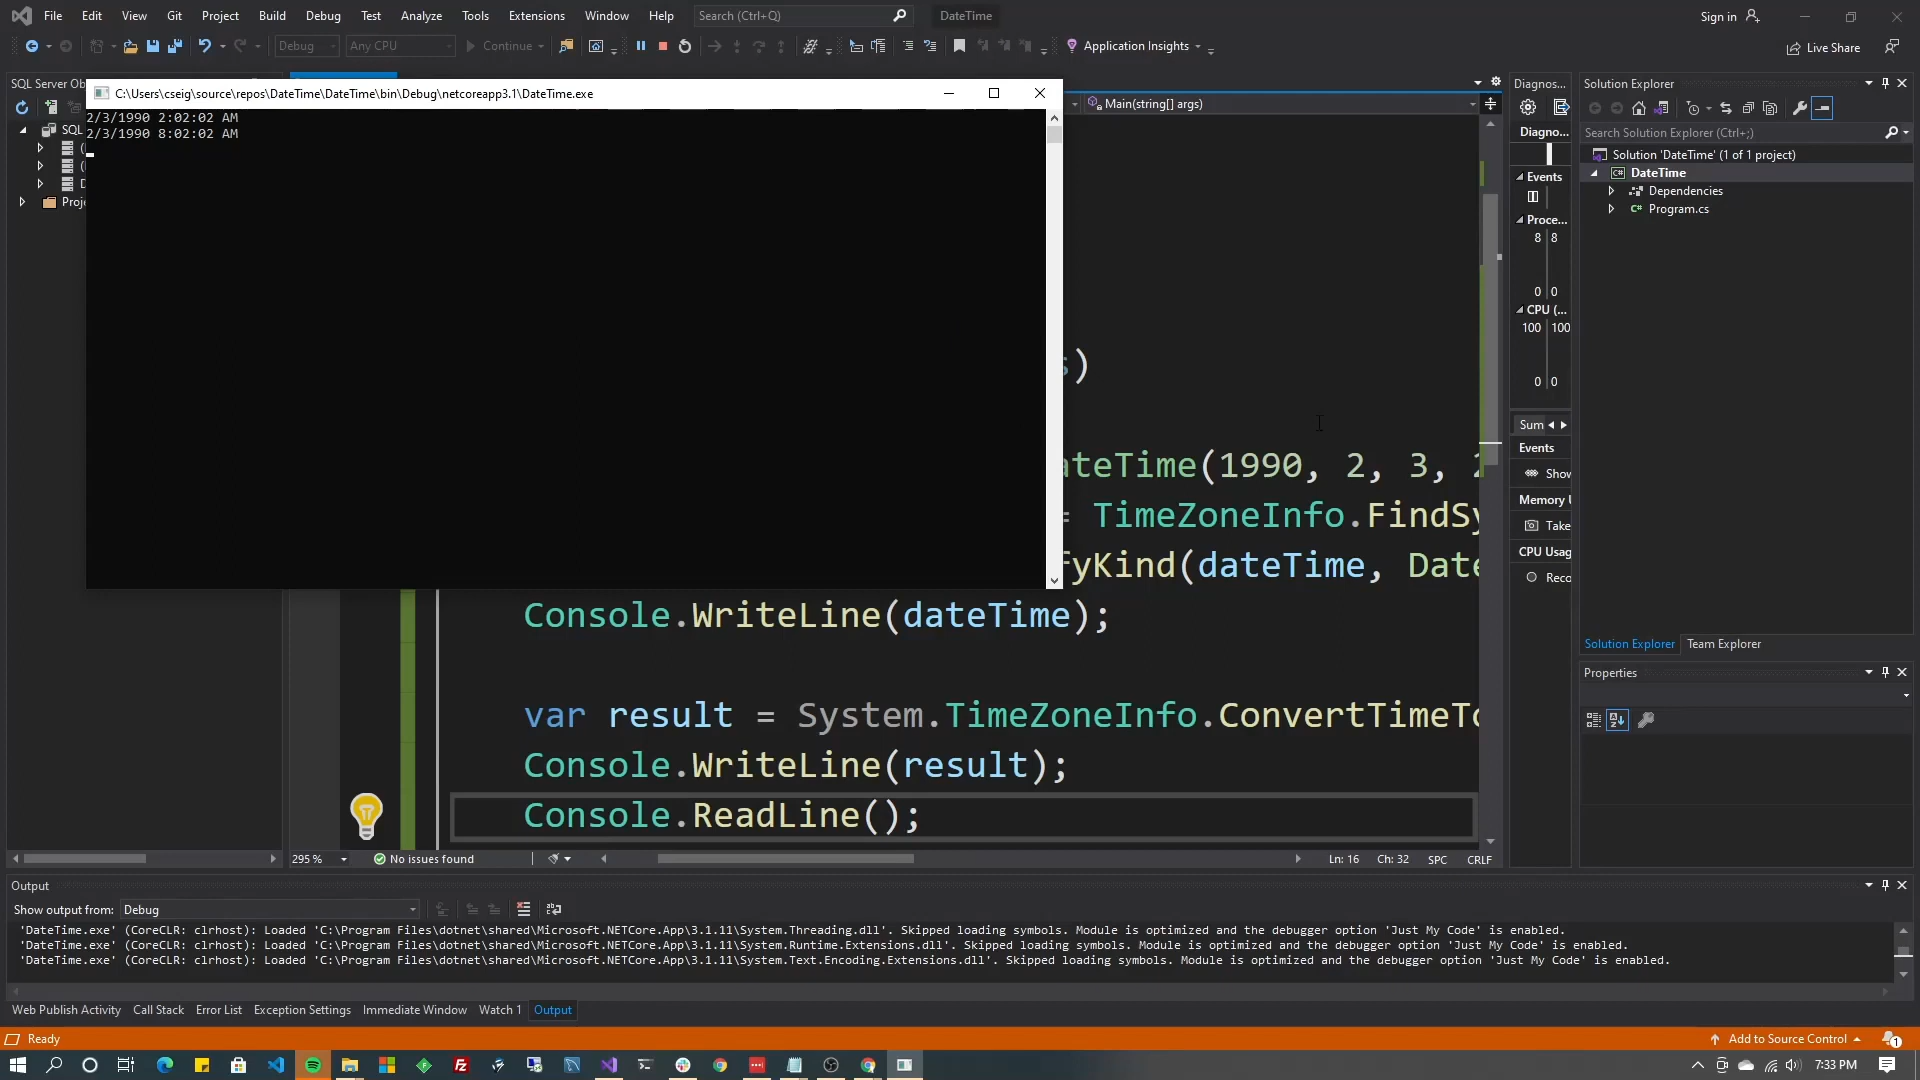 File Edit View Git Project Build Debug Test Analyze Tools Extensions Window Help Search (Ctrl+Q) DateTime Sign in
Debug Any CPU Continue Application Insights Live Share
SQL Server Ob
SQL
Proje
C:\Users\cseig\source\repos\DateTime\DateTime\bin\Debug\netcoreapp3.1\DateTime.exe
2/3/1990 2:02:02 AM
2/3/1990 8:02:02 AM
Main(string[] args)
)
ateTime(1990, 2, 3,
= TimeZoneInfo.FindSy
fyKind(dateTime, Date
Console.WriteLine(dateTime);
var result = System.TimeZoneInfo.ConvertTimeTo
Console.WriteLine(result);
Console.ReadLine();
295 % No issues found Ln: 16 Ch: 32 SPC CRLF
Diagnos...
Diagno...
Events
Proce...
8 8
0 0
CPU (...
100 100
0 0
Sum
Events
Show
Memory U
Take
CPU Usag
Reco
Solution Explorer
Search Solution Explorer (Ctrl+;)
Solution 'DateTime' (1 of 1 project)
DateTime
Dependencies
Program.cs
Solution Explorer Team Explorer
Properties
Output
Show output from: Debug
'DateTime.exe' (CoreCLR: clrhost): Loaded 'C:\Program Files\dotnet\shared\Microsoft.NETCore.App\3.1.11\System.Threading.dll'. Skipped loading symbols. Module is optimized and the debugger option 'Just My Code' is enabled.
'DateTime.exe' (CoreCLR: clrhost): Loaded 'C:\Program Files\dotnet\shared\Microsoft.NETCore.App\3.1.11\System.Runtime.Extensions.dll'. Skipped loading symbols. Module is optimized and the debugger option 'Just My Code' is enabled.
'DateTime.exe' (CoreCLR: clrhost): Loaded 'C:\Program Files\dotnet\shared\Microsoft.NETCore.App\3.1.11\System.Text.Encoding.Extensions.dll'. Skipped loading symbols. Module is optimized and the debugger option 'Just My Code' is enabled.
Web Publish Activity Call Stack Error List Exception Settings Immediate Window Watch 1 Output
Ready Add to Source Control 1
7:33 PM